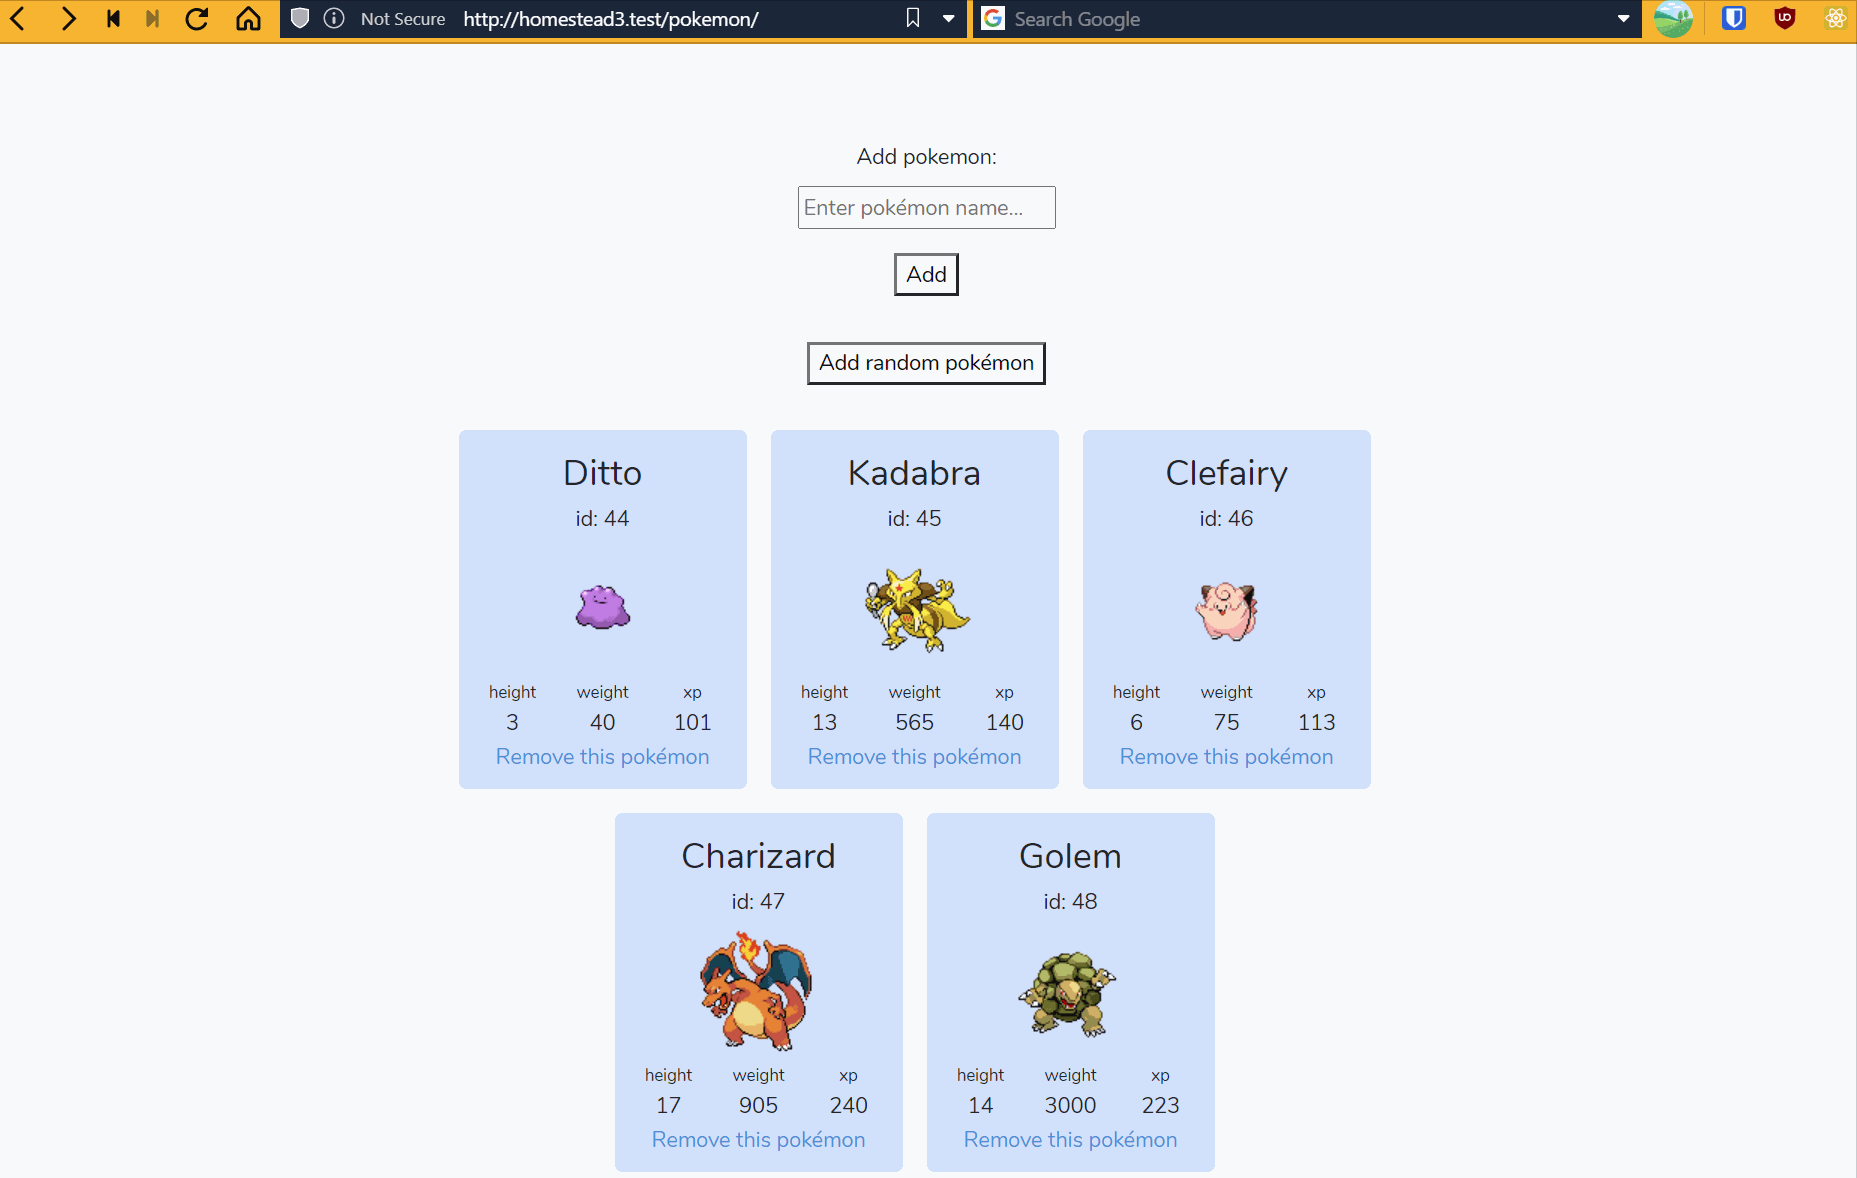 Not Secure http://homestead3.test/pokemon/ Search Google
Add pokemon:
Enter pokémon name...
Add
Add random pokémon
Ditto
id: 44
height weight xp
3 40 101
Remove this pokémon
Kadabra
id: 45
height weight xp
13 565 140
Remove this pokémon
Clefairy
id: 46
height weight xp
6 75 113
Remove this pokémon
Charizard
id: 47
height weight xp
17 905 240
Remove this pokémon
Golem
id: 48
height weight xp
14 3000 223
Remove this pokémon